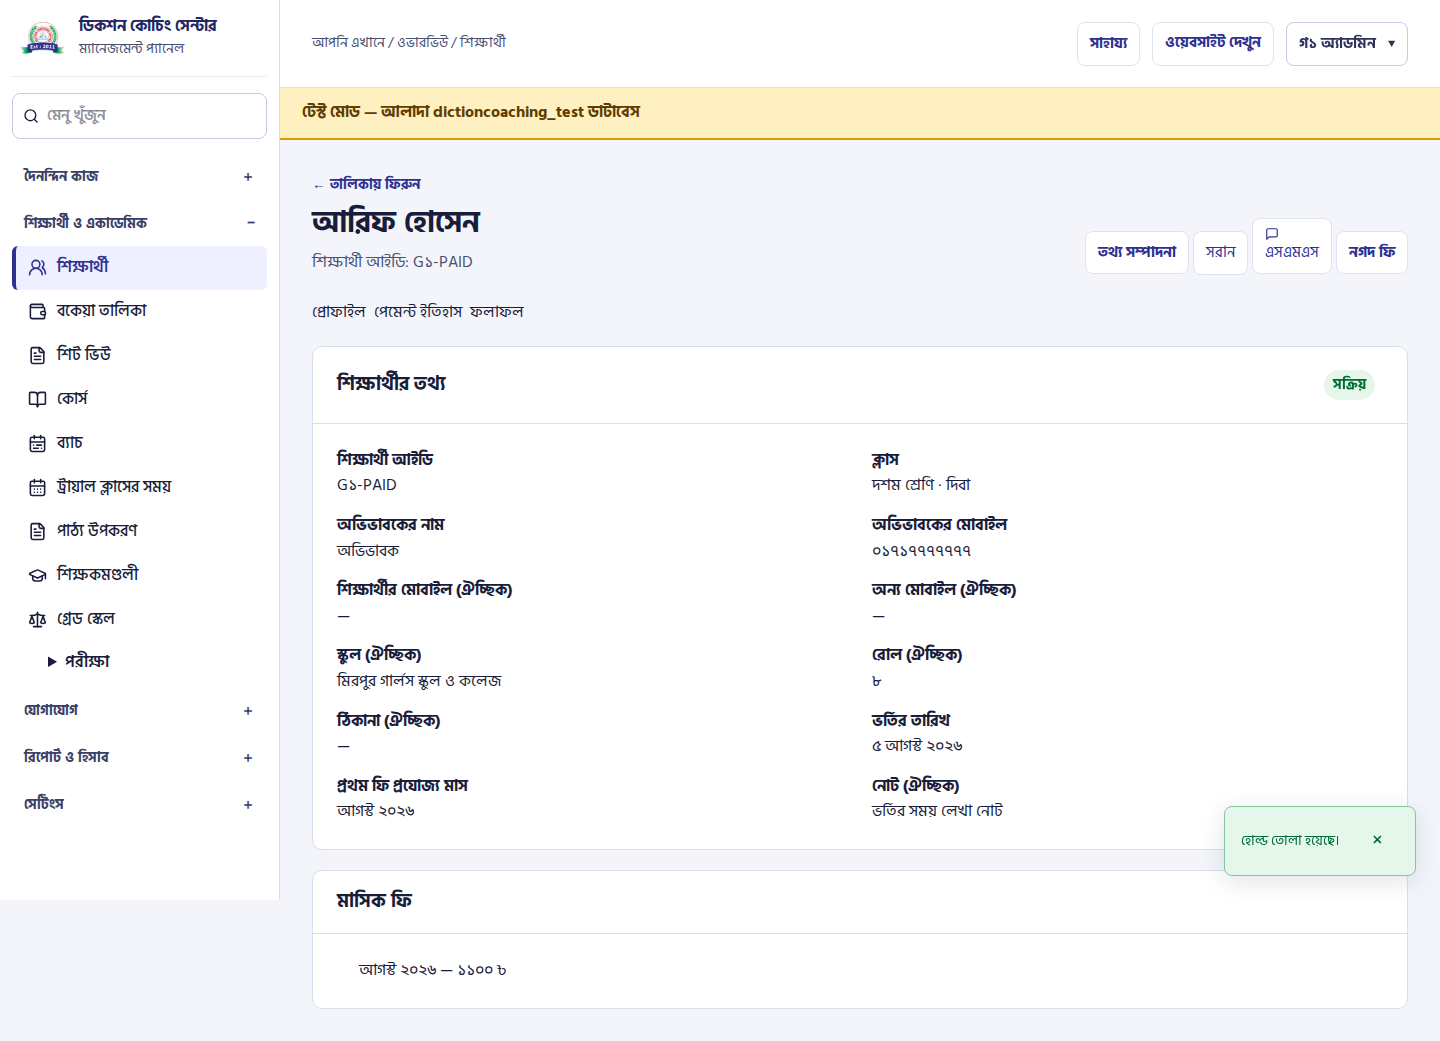 ডিকশন কোচিং সেন্টার
ম্যানেজমেন্ট প্যানেল
Est : 2011
আপনি এখানে / ওভারভিউ / শিক্ষার্থী
সাহায্য
ওয়েবসাইট দেখুন
গ১ অ্যাডমিন ▾
মেনু খুঁজুন
টেস্ট মোড — আলাদা dictioncoaching_test ডাটাবেস
দৈনন্দিন কাজ +
শিক্ষার্থী ও একাডেমিক −
শিক্ষার্থী
বকেয়া তালিকা
শিট ভিউ
কোর্স
ব্যাচ
ট্রায়াল ক্লাসের সময়
পাঠ্য উপকরণ
শিক্ষকমণ্ডলী
গ্রেড স্কেল
▶ পরীক্ষা
যোগাযোগ +
রিপোর্ট ও হিসাব +
সেটিংস +
← তালিকায় ফিরুন
আরিফ হোসেন
শিক্ষার্থী আইডি: G১-PAID
তথ্য সম্পাদনা
সরান
এসএমএস
নগদ ফি
প্রোফাইল পেমেন্ট ইতিহাস ফলাফল
শিক্ষার্থীর তথ্য
সক্রিয়
শিক্ষার্থী আইডি
G১-PAID
ক্লাস
দশম শ্রেণি · দিবা
অভিভাবকের নাম
অভিভাবক
অভিভাবকের মোবাইল
০১৭১৭৭৭৭৭৭৭
শিক্ষার্থীর মোবাইল (ঐচ্ছিক)
—
অন্য মোবাইল (ঐচ্ছিক)
—
স্কুল (ঐচ্ছিক)
মিরপুর গার্লস স্কুল ও কলেজ
রোল (ঐচ্ছিক)
৮
ঠিকানা (ঐচ্ছিক)
—
ভর্তির তারিখ
৫ আগস্ট ২০২৬
প্রথম ফি প্রযোজ্য মাস
আগস্ট ২০২৬
নোট (ঐচ্ছিক)
ভর্তির সময় লেখা নোট
হোল্ড তোলা হয়েছে। ×
মাসিক ফি
আগস্ট ২০২৬ — ১১০০ ৳